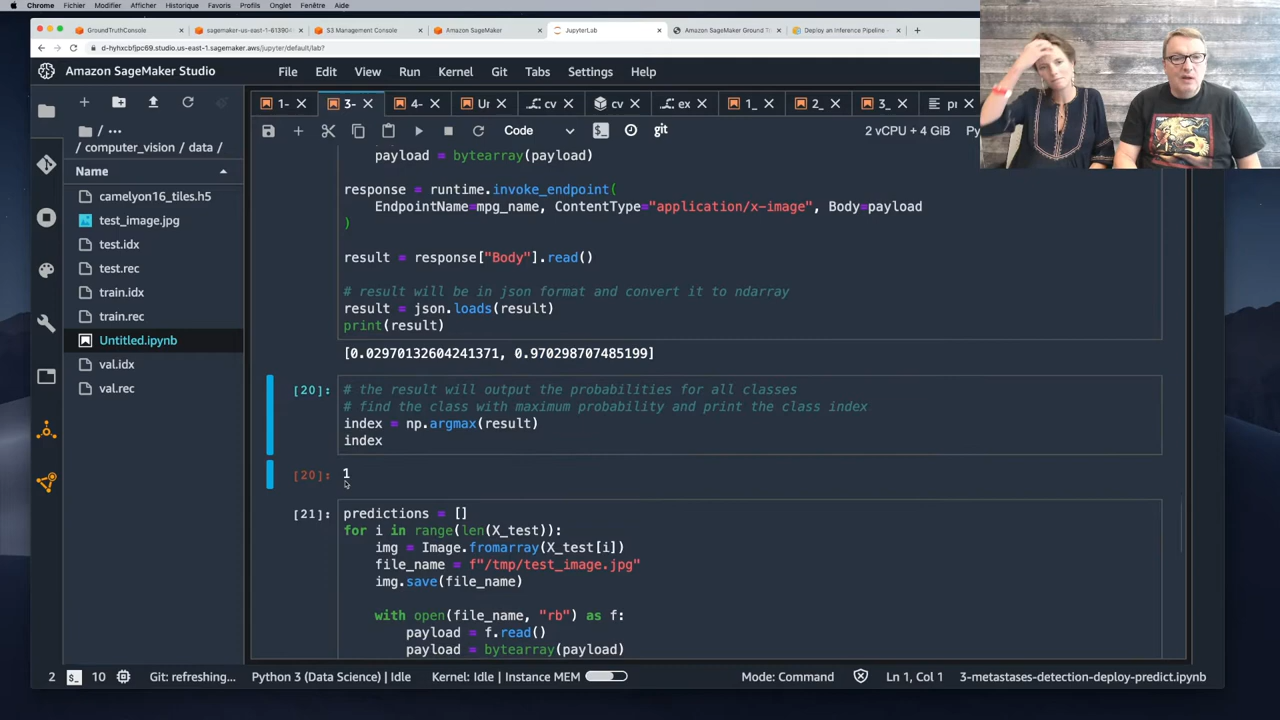 Chrome Fichier Modifier Afficher Historique Favoris Profils Onglet Fenêtre Aide
GroundTruthConsole
sagemaker-us-east-1-613904
S3 Management Console
Amazon SageMaker
JupyterLab
Amazon SageMaker Ground T
Deploy an Inference Pipeline
d-hyhxcbfjpc69.studio.us-east-1.sagemaker.aws/jupyter/default/lab?
Amazon SageMaker Studio File Edit View Run Kernel Git Tabs Settings Help
1- 3- 4- Ur cv cv ex 1_ 2_ 3_ pr
Code git 2 vCPU + 4 GiB Py
/ ...
/ computer_vision / data /
Name
camelyon16_tiles.h5
test_image.jpg
test.idx
test.rec
train.idx
train.rec
Untitled.ipynb
val.idx
val.rec
payload = bytearray(payload)
response = runtime.invoke_endpoint(
EndpointName=mpg_name, ContentType="application/x-image", Body=payload
)
result = response["Body"].read()
# result will be in json format and convert it to ndarray
result = json.loads(result)
print(result)
[0.02970132604241371, 0.970298707485199]
[20]: # the result will output the probabilities for all classes
# find the class with maximum probability and print the class index
index = np.argmax(result)
index
[20]: 1
[21]: predictions = []
for i in range(len(X_test)):
img = Image.fromarray(X_test[i])
file_name = f"/tmp/test_image.jpg"
img.save(file_name)
with open(file_name, "rb") as f:
payload = f.read()
payload = bytearray(payload)
2 $_ 10 Git: refreshing... Python 3 (Data Science) | Idle Kernel: Idle | Instance MEM Mode: Command Ln 1, Col 1 3-metastases-detection-deploy-predict.ipynb